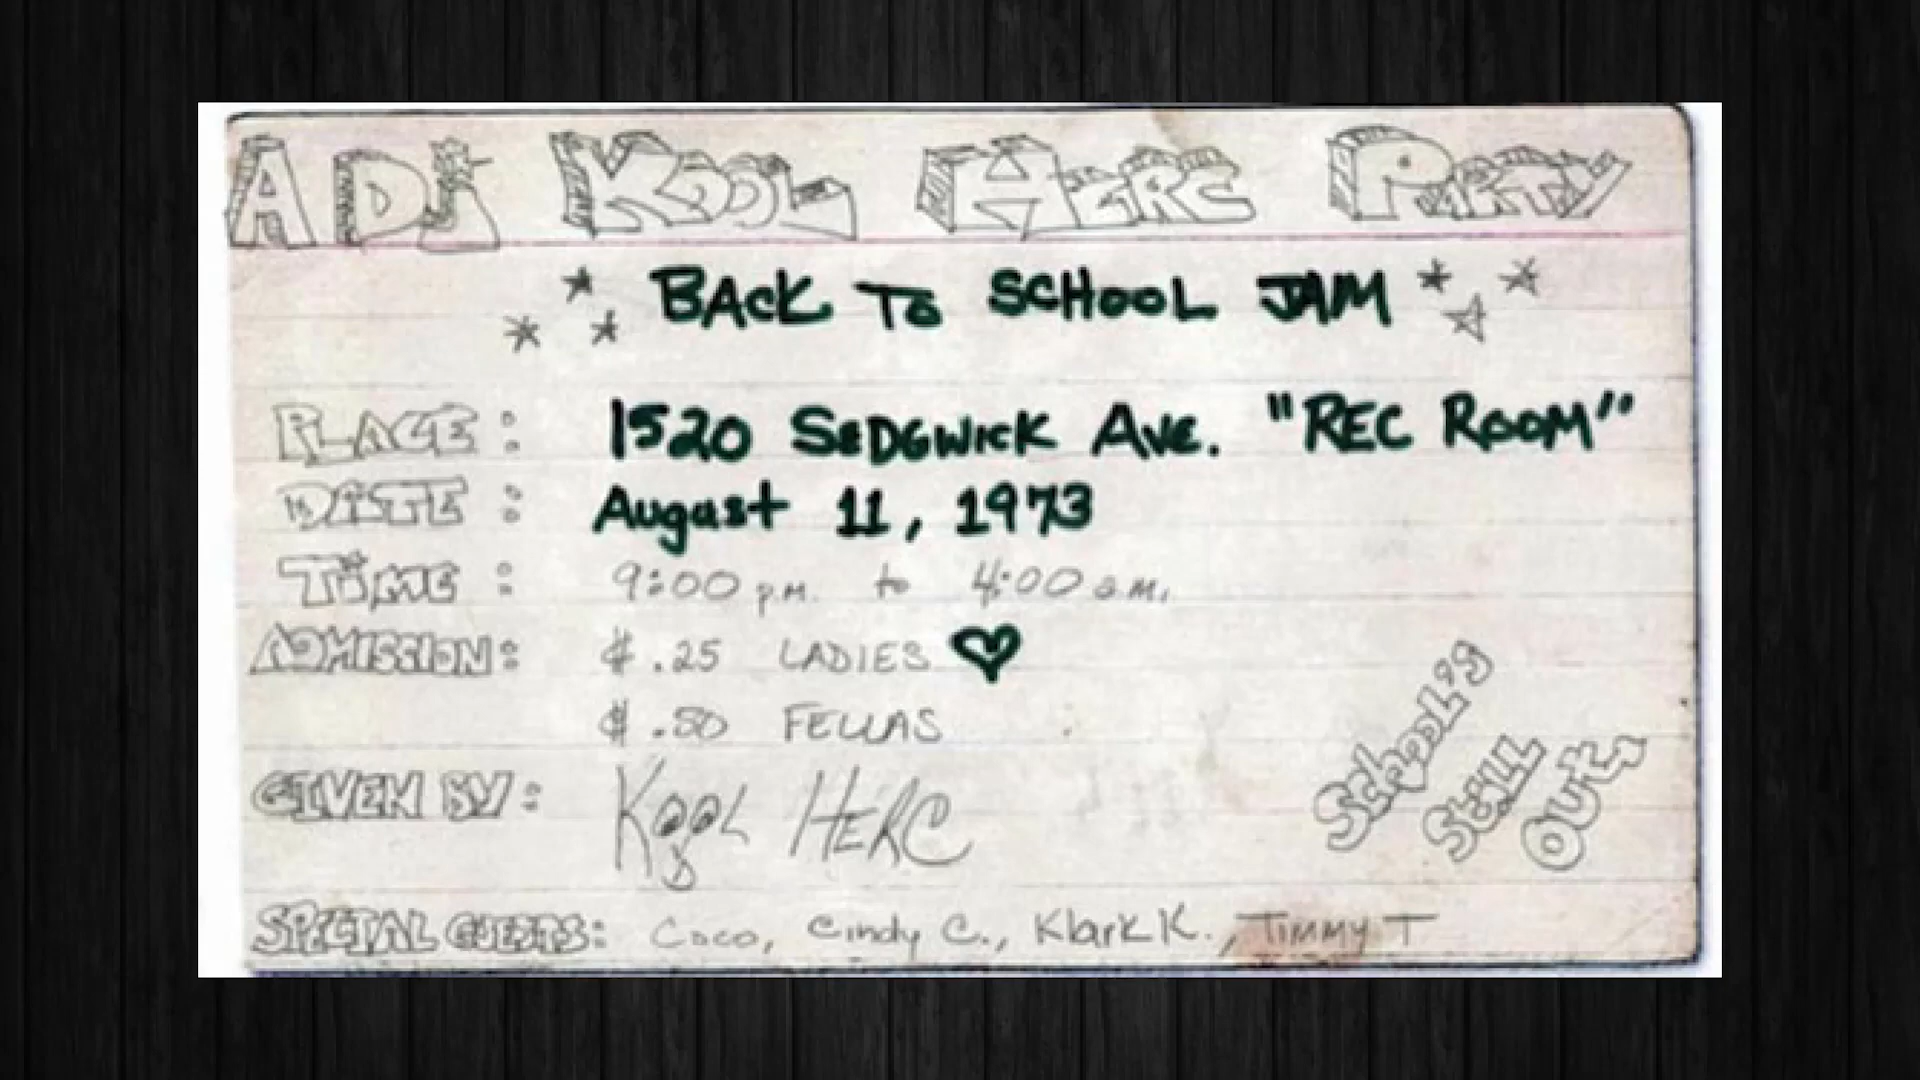 A DJ KOOL HERC PARTY
BACK TO SCHOOL JAM
PLACE : 1520 SEDGWICK AVE. "REC ROOM"
DATE : August 11, 1973
TIME : 9:00 p.m. to 4:00 a.m.
ADMISSION: $ .25 LADIES
$ .50 FELLAS
GIVEN BY: KOOL HERC
SCHOOL'S
STILL
OUT,
SPECIAL GUESTS: Coco, Cindy C., Klark K., Timmy T